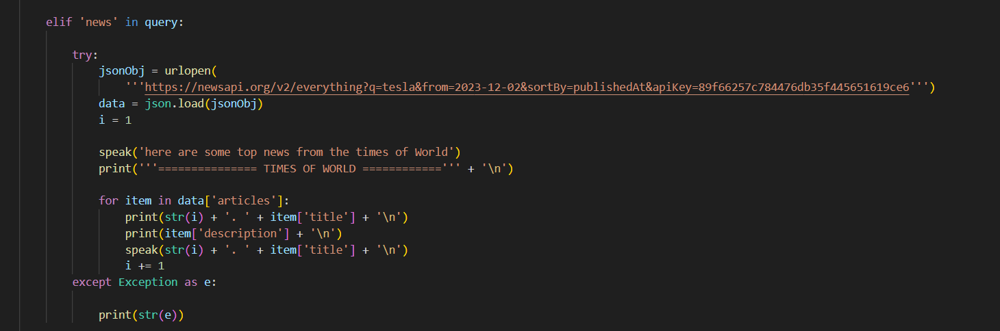 elif 'news' in query:
try:
jsonObj = urlopen(
'''https://newsapi.org/v2/everything?q=tesla&from=2023-12-02&sortBy=publishedAt&apiKey=89f66257c784476db35f445651619ce6''')
data = json.load(jsonObj)
i = 1
speak('here are some top news from the times of World')
print('''=============== TIMES OF WORLD ============''' + '\n')
for item in data['articles']:
print(str(i) + '. ' + item['title'] + '\n')
print(item['description'] + '\n')
speak(str(i) + '. ' + item['title'] + '\n')
i += 1
except Exception as e:
print(str(e))